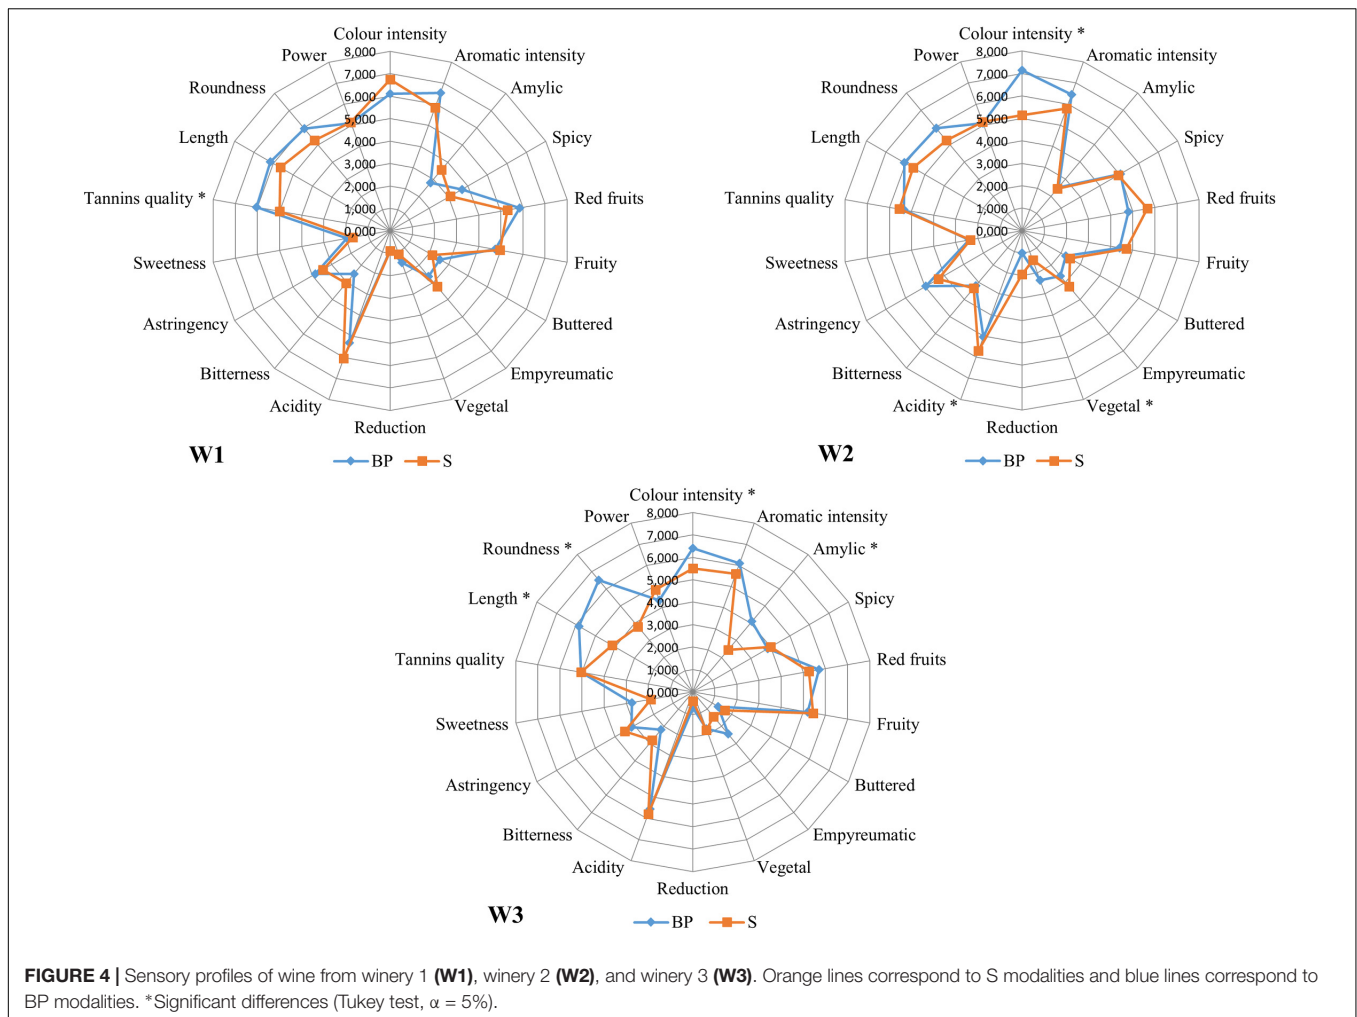 Colour intensity
Aromatic intensity
Amylic
Spicy
Red fruits
Fruity
Buttered
Empyreumatic
Vegetal
Reduction
Acidity
Bitterness
Astringency
Sweetness
Tannins quality *
Length
Roundness
Power
8,000
7,000
6,000
5,000
4,000
3,000
2,000
1,000
0,000
W1
BP S
Colour intensity *
Aromatic intensity
Amylic
Spicy
Red fruits
Fruity
Buttered
Empyreumatic
Vegetal *
Reduction
Acidity *
Bitterness
Astringency
Sweetness
Tannins quality
Length
Roundness
Power
8,000
7,000
6,000
5,000
4,000
3,000
2,000
1,000
0,000
W2
BP S
Colour intensity *
Aromatic intensity
Amylic *
Spicy
Red fruits
Fruity
Buttered
Empyreumatic
Vegetal
Reduction
Acidity
Bitterness
Astringency
Sweetness
Tannins quality
Length *
Roundness *
Power
8,000
7,000
6,000
5,000
4,000
3,000
2,000
1,000
0,000
W3
BP S
FIGURE 4 | Sensory profiles of wine from winery 1 (W1), winery 2 (W2), and winery 3 (W3). Orange lines correspond to S modalities and blue lines correspond to
BP modalities. *Significant differences (Tukey test, α = 5%).